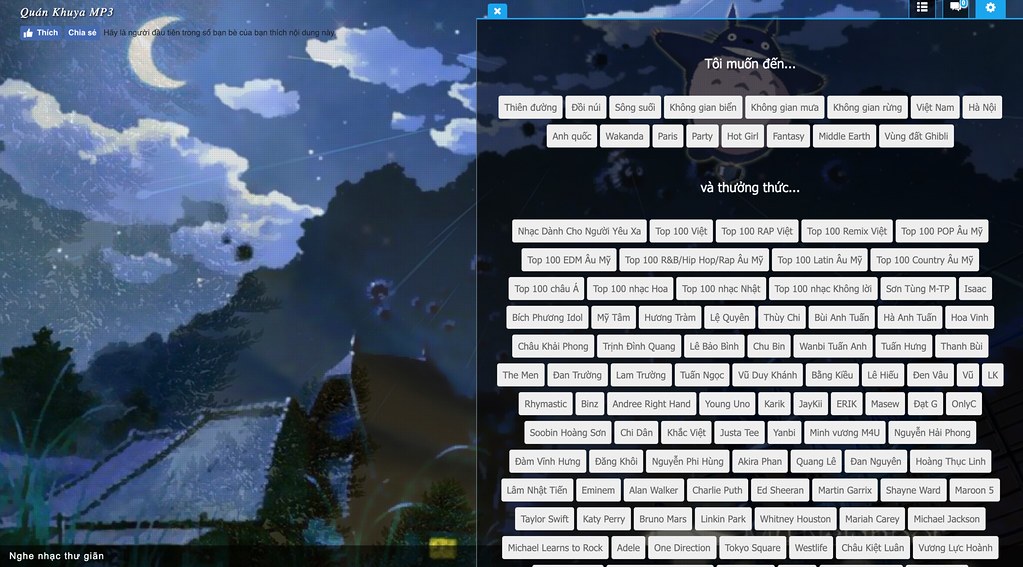 Quán Khuya MP3
Thích Chia sẻ Hãy là người đầu tiên trong số bạn bè của bạn thích nội dung này.
0
Tôi muốn đến...
Thiên đường Đồi núi Sông suối Không gian biển Không gian mưa Không gian rừng Việt Nam Hà Nội
Anh quốc Wakanda Paris Party Hot Girl Fantasy Middle Earth Vùng đất Ghibli
và thưởng thức...
Nhạc Dành Cho Người Yêu Xa Top 100 Việt Top 100 RAP Việt Top 100 Remix Việt Top 100 POP Âu Mỹ
Top 100 EDM Âu Mỹ Top 100 R&B/Hip Hop/Rap Âu Mỹ Top 100 Latin Âu Mỹ Top 100 Country Âu Mỹ
Top 100 châu Á Top 100 nhạc Hoa Top 100 nhạc Nhật Top 100 nhạc Không lời Sơn Tùng M-TP Isaac
Bích Phương Idol Mỹ Tâm Hương Tràm Lệ Quyên Thùy Chi Bùi Anh Tuấn Hà Anh Tuấn Hoa Vinh
Châu Khải Phong Trịnh Đình Quang Lê Bảo Bình Chu Bin Wanbi Tuấn Anh Tuấn Hưng Thanh Bùi
The Men Đan Trường Lam Trường Tuấn Ngọc Vũ Duy Khánh Bằng Kiều Lê Hiếu Đen Vâu Vũ LK
Rhymastic Binz Andree Right Hand Young Uno Karik JayKii ERIK Masew Đạt G OnlyC
Soobin Hoàng Sơn Chi Dân Khắc Việt Justa Tee Yanbi Minh vương M4U Nguyễn Hải Phong
Đàm Vĩnh Hưng Đăng Khôi Nguyễn Phi Hùng Akira Phan Quang Lê Đan Nguyên Hoàng Thục Linh
Lâm Nhật Tiến Eminem Alan Walker Charlie Puth Ed Sheeran Martin Garrix Shayne Ward Maroon 5
Taylor Swift Katy Perry Bruno Mars Linkin Park Whitney Houston Mariah Carey Michael Jackson
Michael Learns to Rock Adele One Direction Tokyo Square Westlife Châu Kiệt Luân Vương Lực Hoành
Nghe nhạc thư giãn